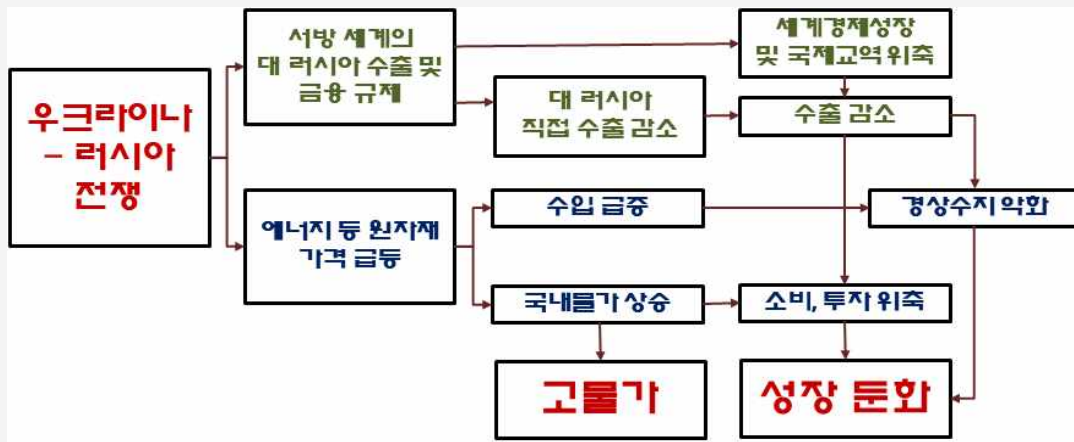 우크라이나
– 러시아
전쟁
서방 세계의
대 러시아 수출 및
금융 규제
에너지 등 원자재
가격 급등
대 러시아
직접 수출 감소
수입 급증
국내물가 상승
고물가
세계경제성장
및 국제교역 위축
수출 감소
경상수지 악화
소비, 투자 위축
성장 둔화